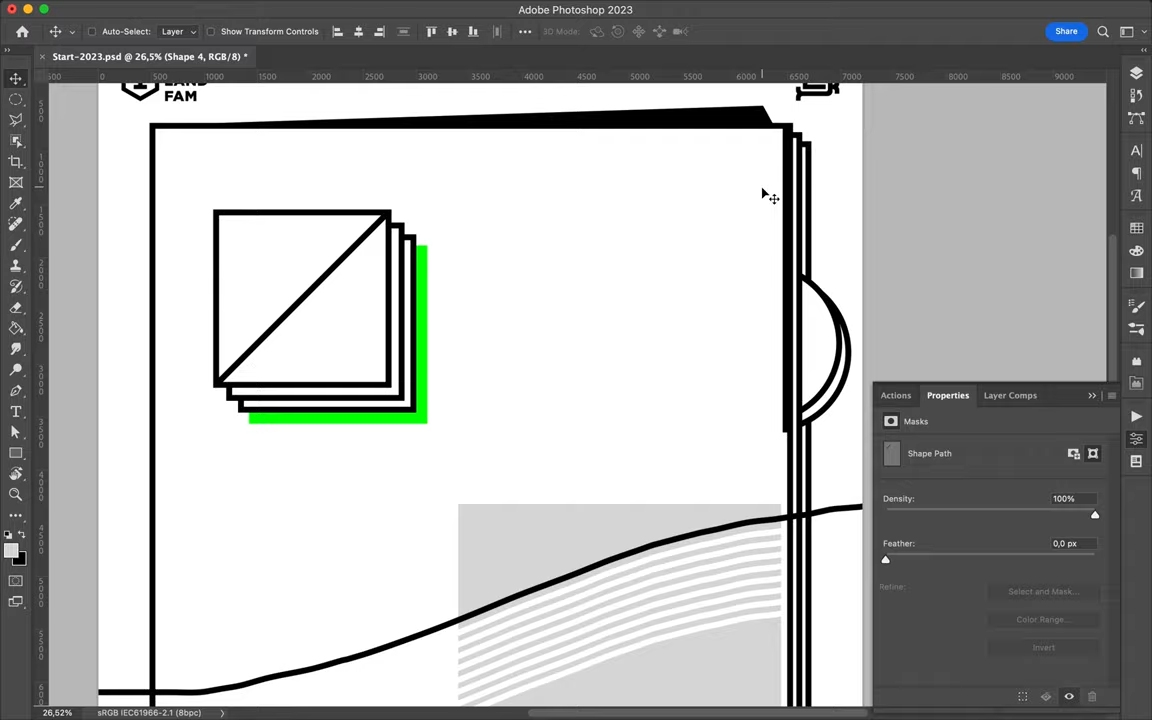 Adobe Photoshop 2023
Auto-Select: Layer Show Transform Controls 3D Mode: Share
Start-2023.psd @ 26,5% (Shape 4, RGB/8) *
500 0 500 1000 1500 2000 2500 3000 3500 4000 4500 5000 5500 6000 6500 7000 7500 8000 8500 9000
FAM
Actions Properties Layer Comps
Masks
Shape Path
Density: 100%
Feather: 0,0 px
Refine:
Select and Mask...
Color Range...
Invert
26,52% sRGB IEC61966-2.1 (8bpc)